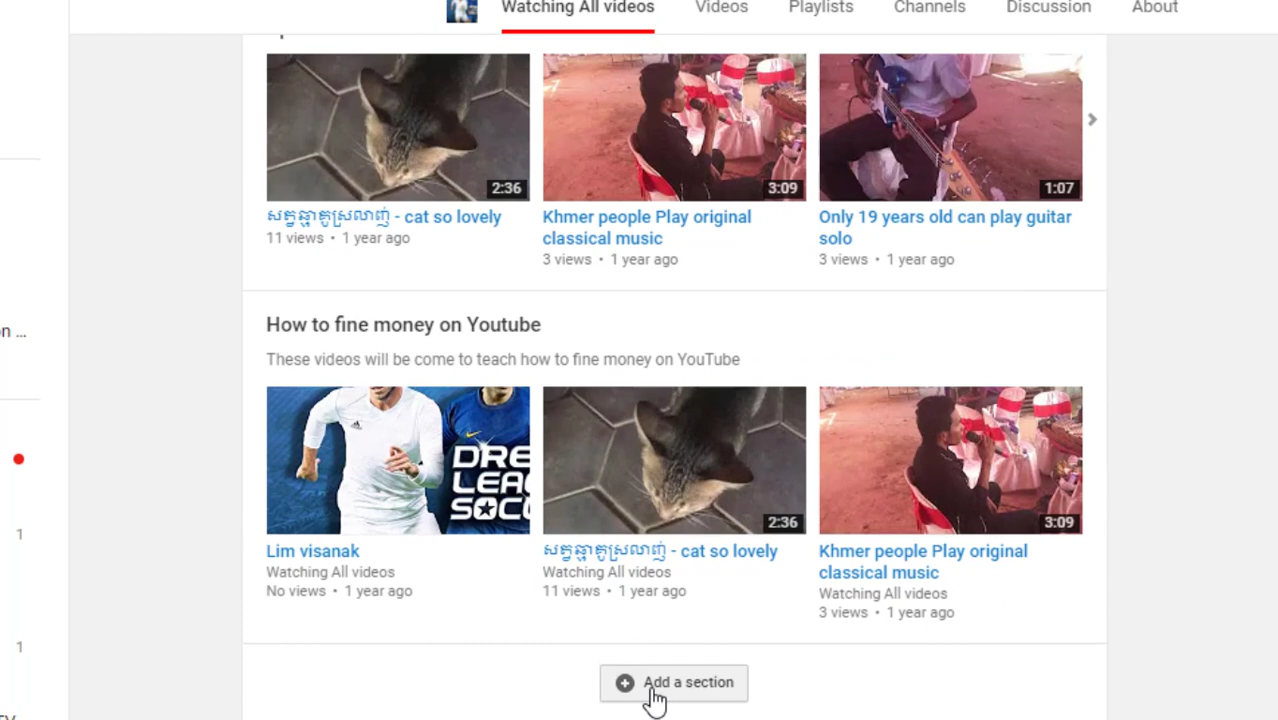 Watching All videos Videos Playlists Channels Discussion About
2:36 3:09 1:07
សត្វឆ្មាគួរស្រលាញ់ - cat so lovely
11 views • 1 year ago
Khmer people Play original
classical music
3 views • 1 year ago
Only 19 years old can play guitar
solo
3 views • 1 year ago
on ...
How to fine money on Youtube
These videos will be come to teach how to fine money on YouTube
DRE
LEA
SOC
2:36
3:09
Lim visanak
Watching All videos
No views • 1 year ago
សត្វឆ្មាគួរស្រលាញ់ - cat so lovely
Watching All videos
11 views • 1 year ago
Khmer people Play original
classical music
Watching All videos
3 views • 1 year ago
1
1
Add a section